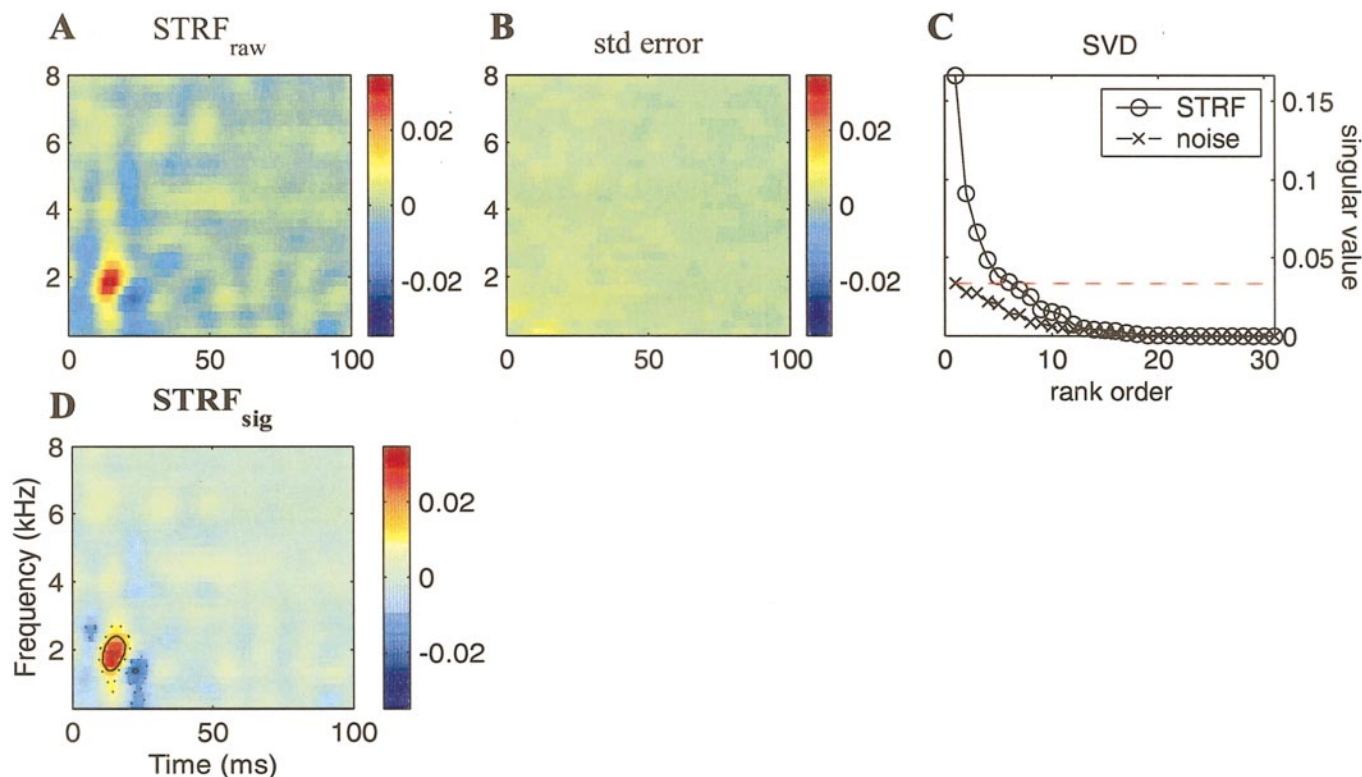 A
STRF raw
8
6
4
2
0 50 100
0.02
0
-0.02
B
std error
8
6
4
2
0 50 100
0.02
0
-0.02
C
SVD
STRF
noise
0.15
0.1
0.05
0
singular value
0 10 20 30
rank order
D
STRF sig
8
6
4
2
Frequency (kHz)
0 50 100
Time (ms)
0.02
0
-0.02